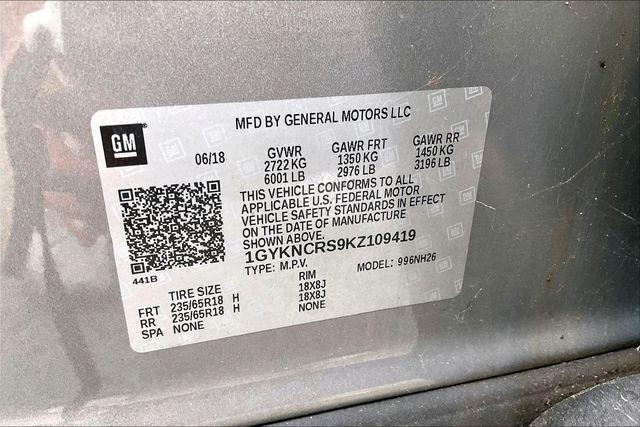 MFD BY GENERAL MOTORS LLC
GM
06/18 GVWR GAWR FRT GAWR RR
2722 KG 1350 KG 1450 KG
6001 LB 2976 LB 3196 LB
THIS VEHICLE CONFORMS TO ALL
APPLICABLE U.S. FEDERAL MOTOR
VEHICLE SAFETY STANDARDS IN EFFECT
ON THE DATE OF MANUFACTURE
SHOWN ABOVE.
1GYKNCRS9KZ109419
TYPE: M.P.V. MODEL: 996NH26
441B
TIRE SIZE RIM
FRT 235/65R18 H 18X8J
RR 235/65R18 H 18X8J
SPA NONE NONE